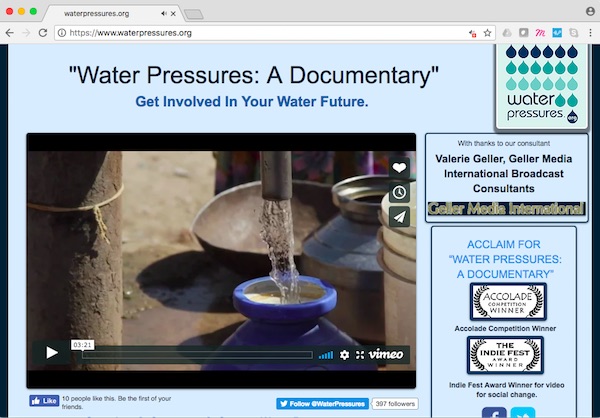 waterpressures.org
https://www.waterpressures.org
"Water Pressures: A Documentary"
Get Involved In Your Water Future.
water
pressures.org
With thanks to our consultant
Valerie Geller, Geller Media
International Broadcast
Consultants
Geller Media International
03:21
vimeo
ACCLAIM FOR
"WATER PRESSURES:
A DOCUMENTARY"
ACCOLADE
COMPETITION
WINNER
Accolade Competition Winner
THE
INDIE FEST
AWARD
WINNER
Indie Fest Award Winner for video
for social change.
Like
10 people like this. Be the first of your
friends.
Follow @WaterPressures
397 followers